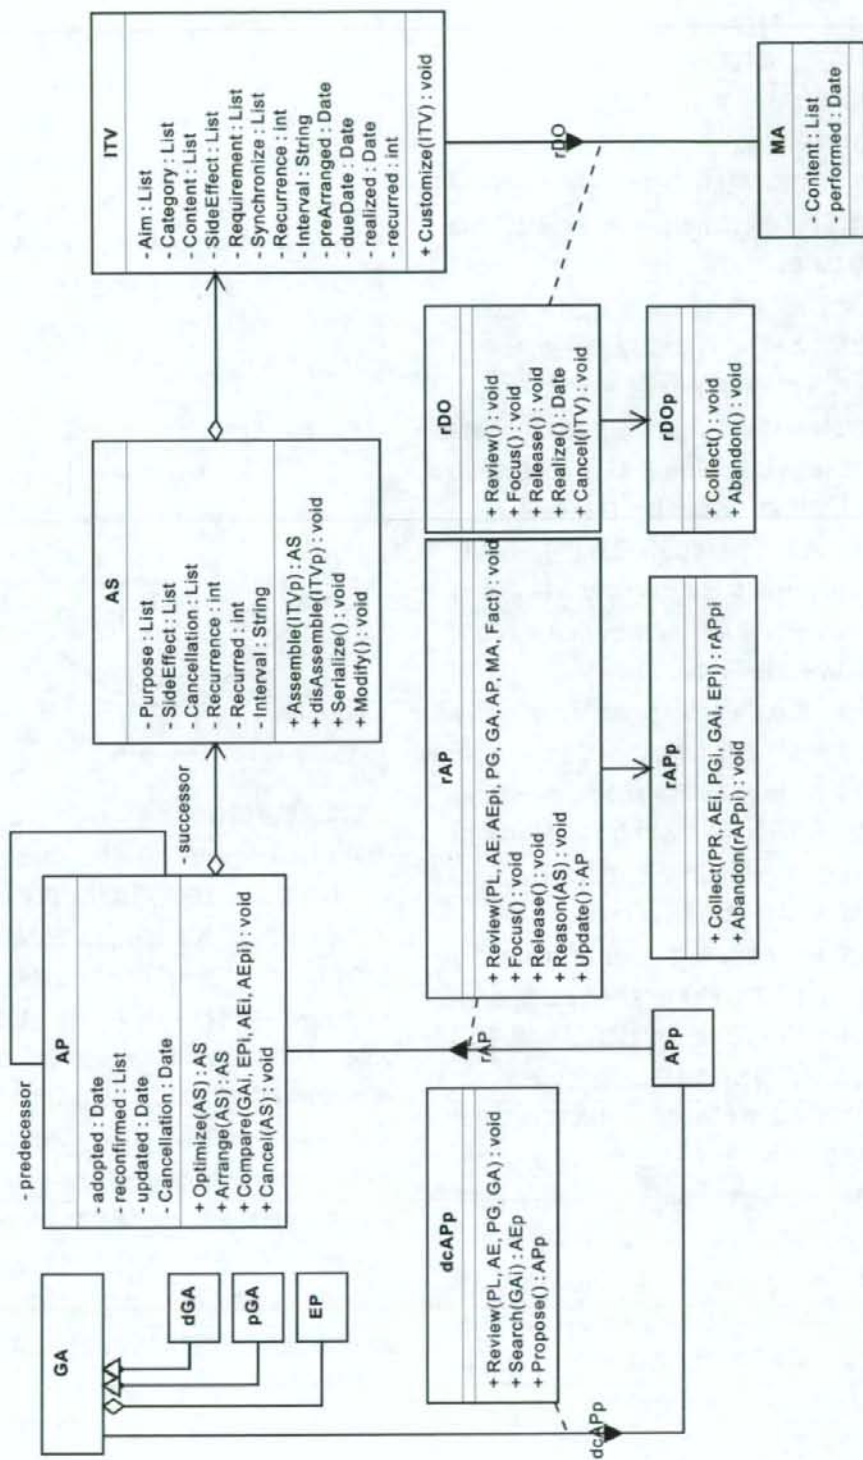 GA
dGA
pGA
EP
- predecessor
AP
- adopted : Date
- reconfirmed : List
- updated : Date
- Cancellation : Date
+ Optimize(AS) : AS
+ Arrange(AS) : AS
+ Compare(GAi, EPi, AEi, AEpi) : void
+ Cancel(AS) : void
- successor
AS
- Purpose : List
- SideEffect : List
- Cancellation : List
- Recurrence : int
- Recurred : int
- Interval : String
+ Assemble(ITVp) : AS
+ disAssemble(ITVp) : void
+ Serialize() : void
+ Modify() : void
ITV
- Aim : List
- Category : List
- Content : List
- SideEffect : List
- Requirement : List
- Synchronize : List
- Recurrence : int
- Interval : String
- preArranged : Date
- dueDate : Date
- realized : Date
- recurred : int
+ Customize(ITV) : void
dcAPp
+ Review(PL, AE, PG, GA) : void
+ Search(GAi) : AEp
+ Propose() : APp
rAP
rAP
+ Review(PL, AE, AEpi, PG, GA, AP, MA, Fact) : void
+ Focus() : void
+ Release() : void
+ Reason(AS) : void
+ Update() : AP
rDO
+ Review() : void
+ Focus() : void
+ Release() : void
+ Realize() : Date
+ Cancel(ITV) : void
rDO
dcAPp
APp
rAPp
+ Collect(PR, AEi, PGi, GAi, EPi) : rAPpi
+ Abandon(rAPpi) : void
rDOp
+ Collect() : void
+ Abandon() : void
MA
- Content : List
- performed : Date